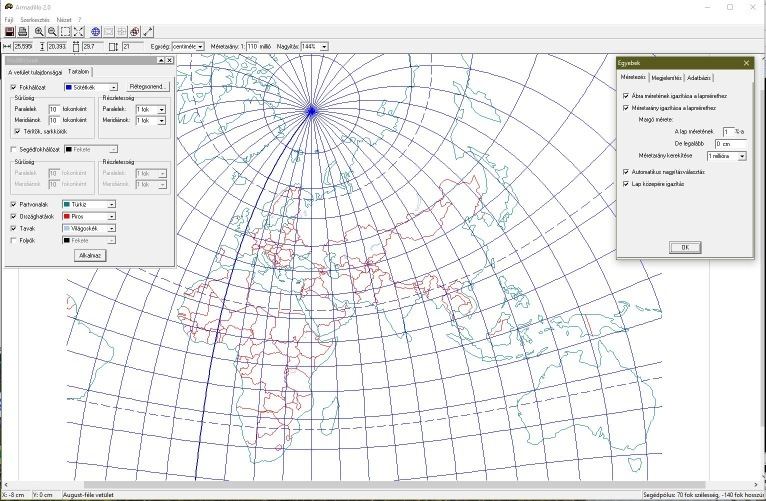 Armadillo 2.0
Fájl Szerkesztés Nézet ?
25,595 20,393 29,7 21 Egység: centiméter Méretarány: 1: 110 millió Nagyítás: 144%
A vetület tulajdonságai Tartalom
Fokhálózat Sötétkék Rétegsorrend...
Sűrűség Részletesség
Paralelek 10 fokonként Paralelek: 1 fok
Meridiánok 10 fokonként Meridiánok: 1 fok
Térítők, sarkkörök
Segédfokhálózat Fekete
Sűrűség Részletesség
Paralelek 10 fokonként Paralelek: 1 fok
Meridiánok 10 fokonként Meridiánok: 1 fok
Partvonalak Türkiz
Országhatárok Piros
Tavak Világoskék
Folyók Fekete
Alkalmaz
Egyebek
Méretezés Megjelenítés Adatbázis
Ábra méretének igazítása a lapmérethez
Méretarány igazítása a lapmérethez
Margó mérete:
A lap méretének 1 %-a
De legalább 0 cm
Méretarány kerekítése 1 millióra
Automatikus nagyításválasztás
Lap közepére igazítás
OK
X: -8 cm Y: 0 cm August-féle vetület Segédpólus: 70 fok szélesség, -140 fok hosszús